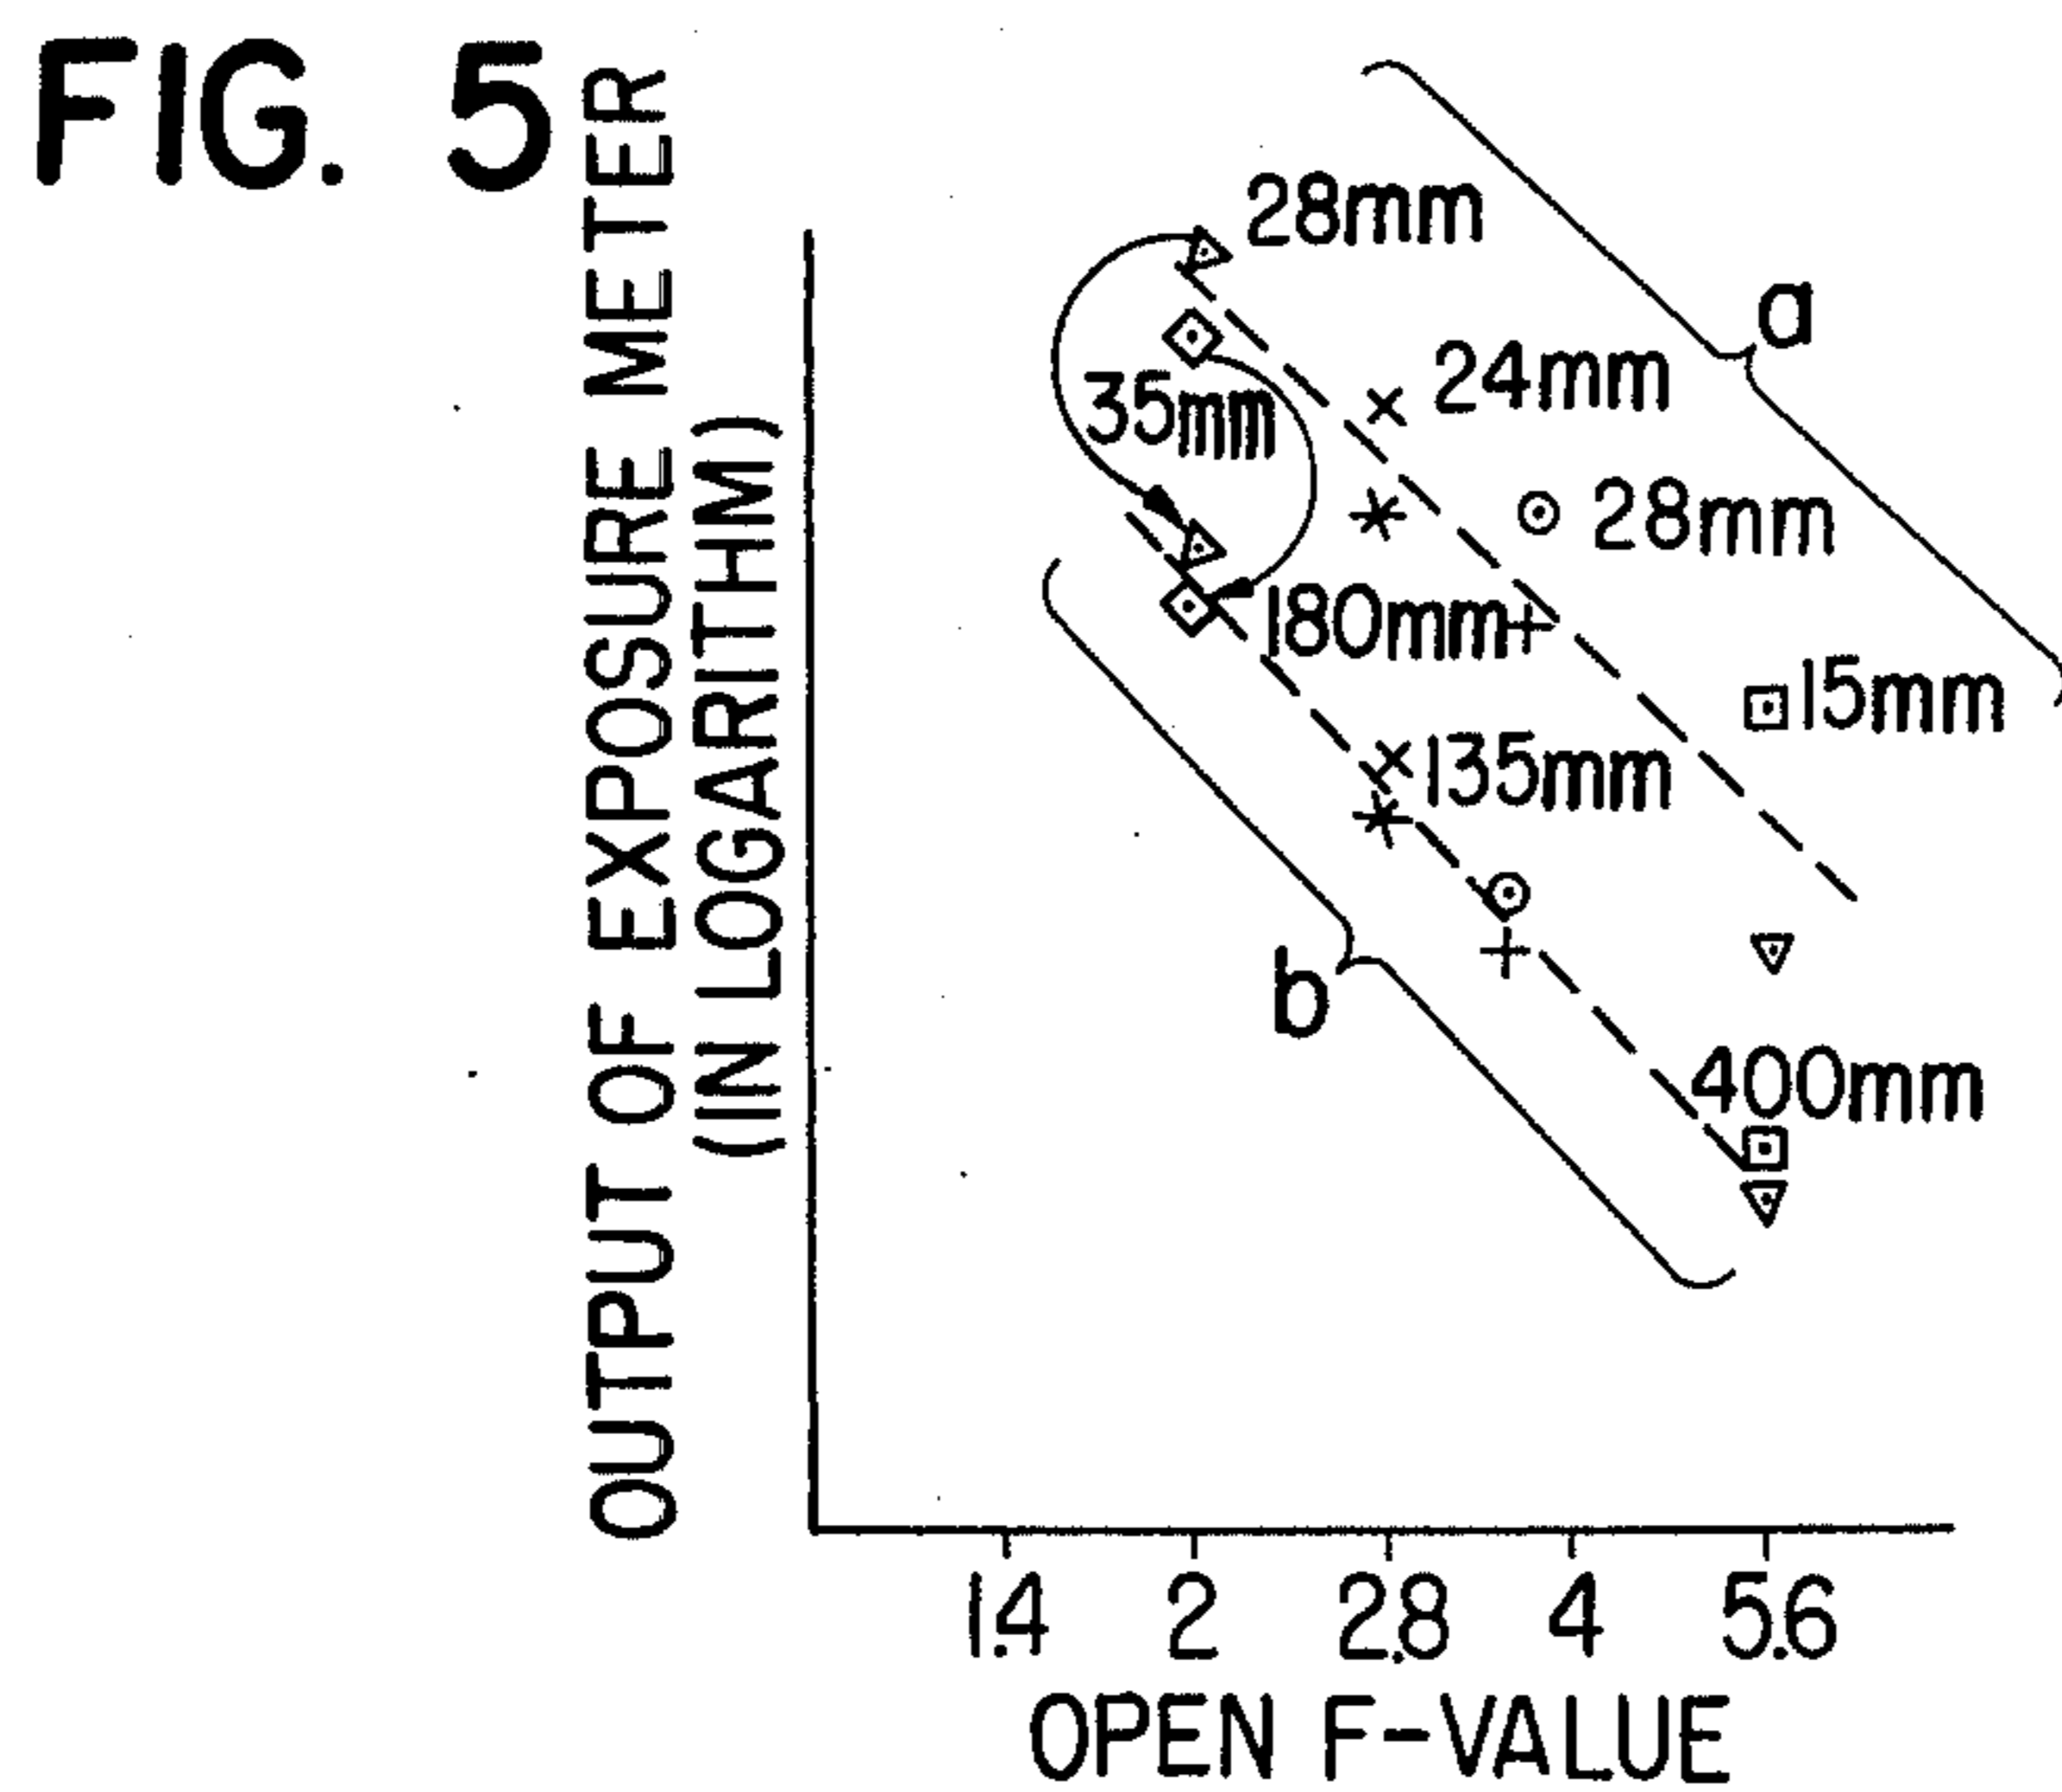 FIG. 5
OUTPUT OF EXPOSURE METER
(IN LOGARITHM)
28mm
a
24mm
35mm
28mm
180mm
15mm
135mm
b
400mm
1.4 2 2.8 4 5.6
OPEN F-VALUE